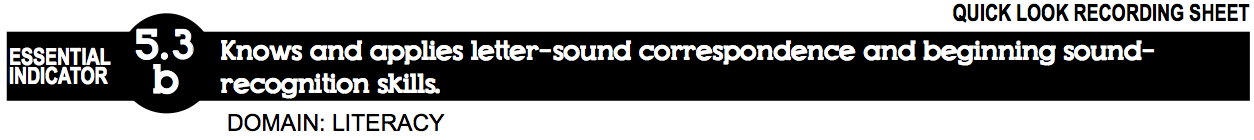 QUICK LOOK RECORDING SHEET
ESSENTIAL
INDICATOR
5.3
b
Knows and applies letter-sound correspondence and beginning sound-
recognition skills.
DOMAIN: LITERACY